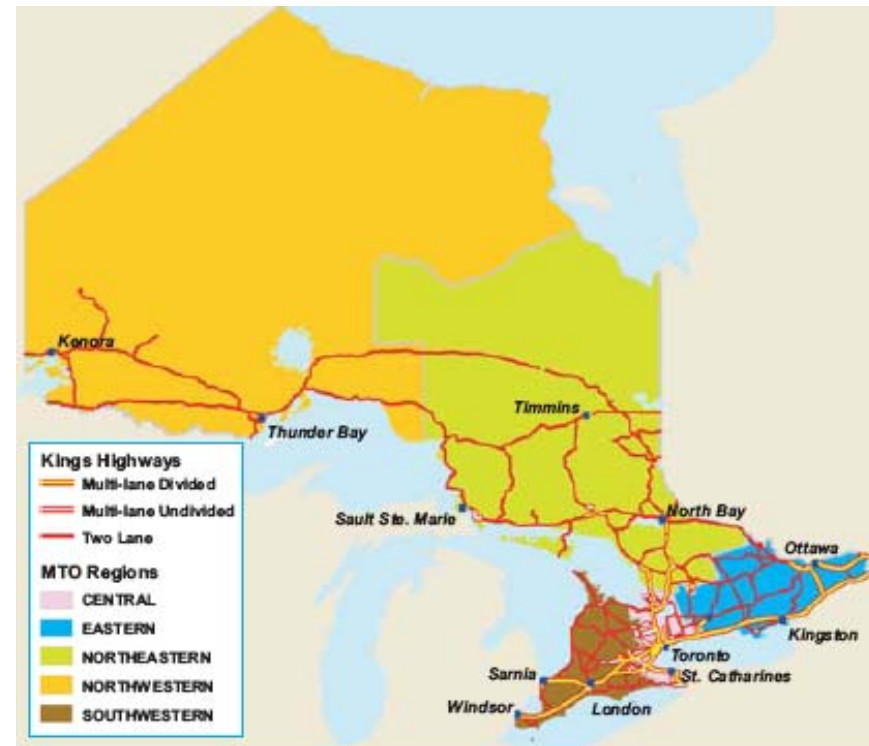 Kenora
Timmins
Thunder Bay
Sault Ste. Marie
North Bay
Ottawa
Kingston
Toronto
St. Catharines
Sarnia
Windsor
London
Kings Highways
Multi-lane Divided
Multi-lane Undivided
Two Lane
MTO Regions
CENTRAL
EASTERN
NORTHEASTERN
NORTHWESTERN
SOUTHWESTERN